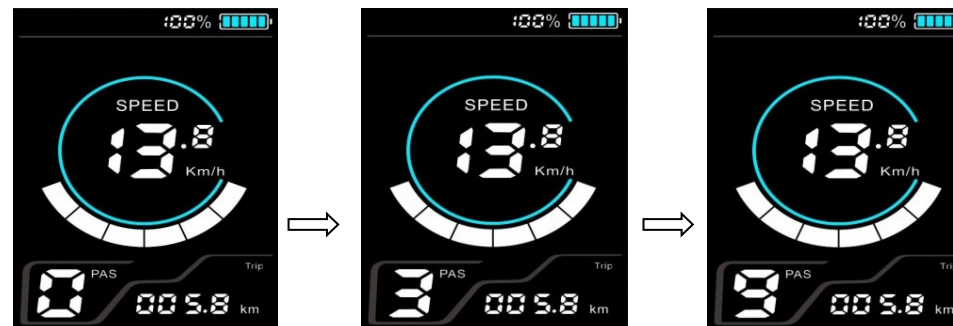 100%
SPEED
13.8
Km/h
0 PAS
Trip
005.8 km
100%
SPEED
13.8
Km/h
3 PAS
Trip
005.8 km
100%
SPEED
13.8
Km/h
9 PAS
005.8